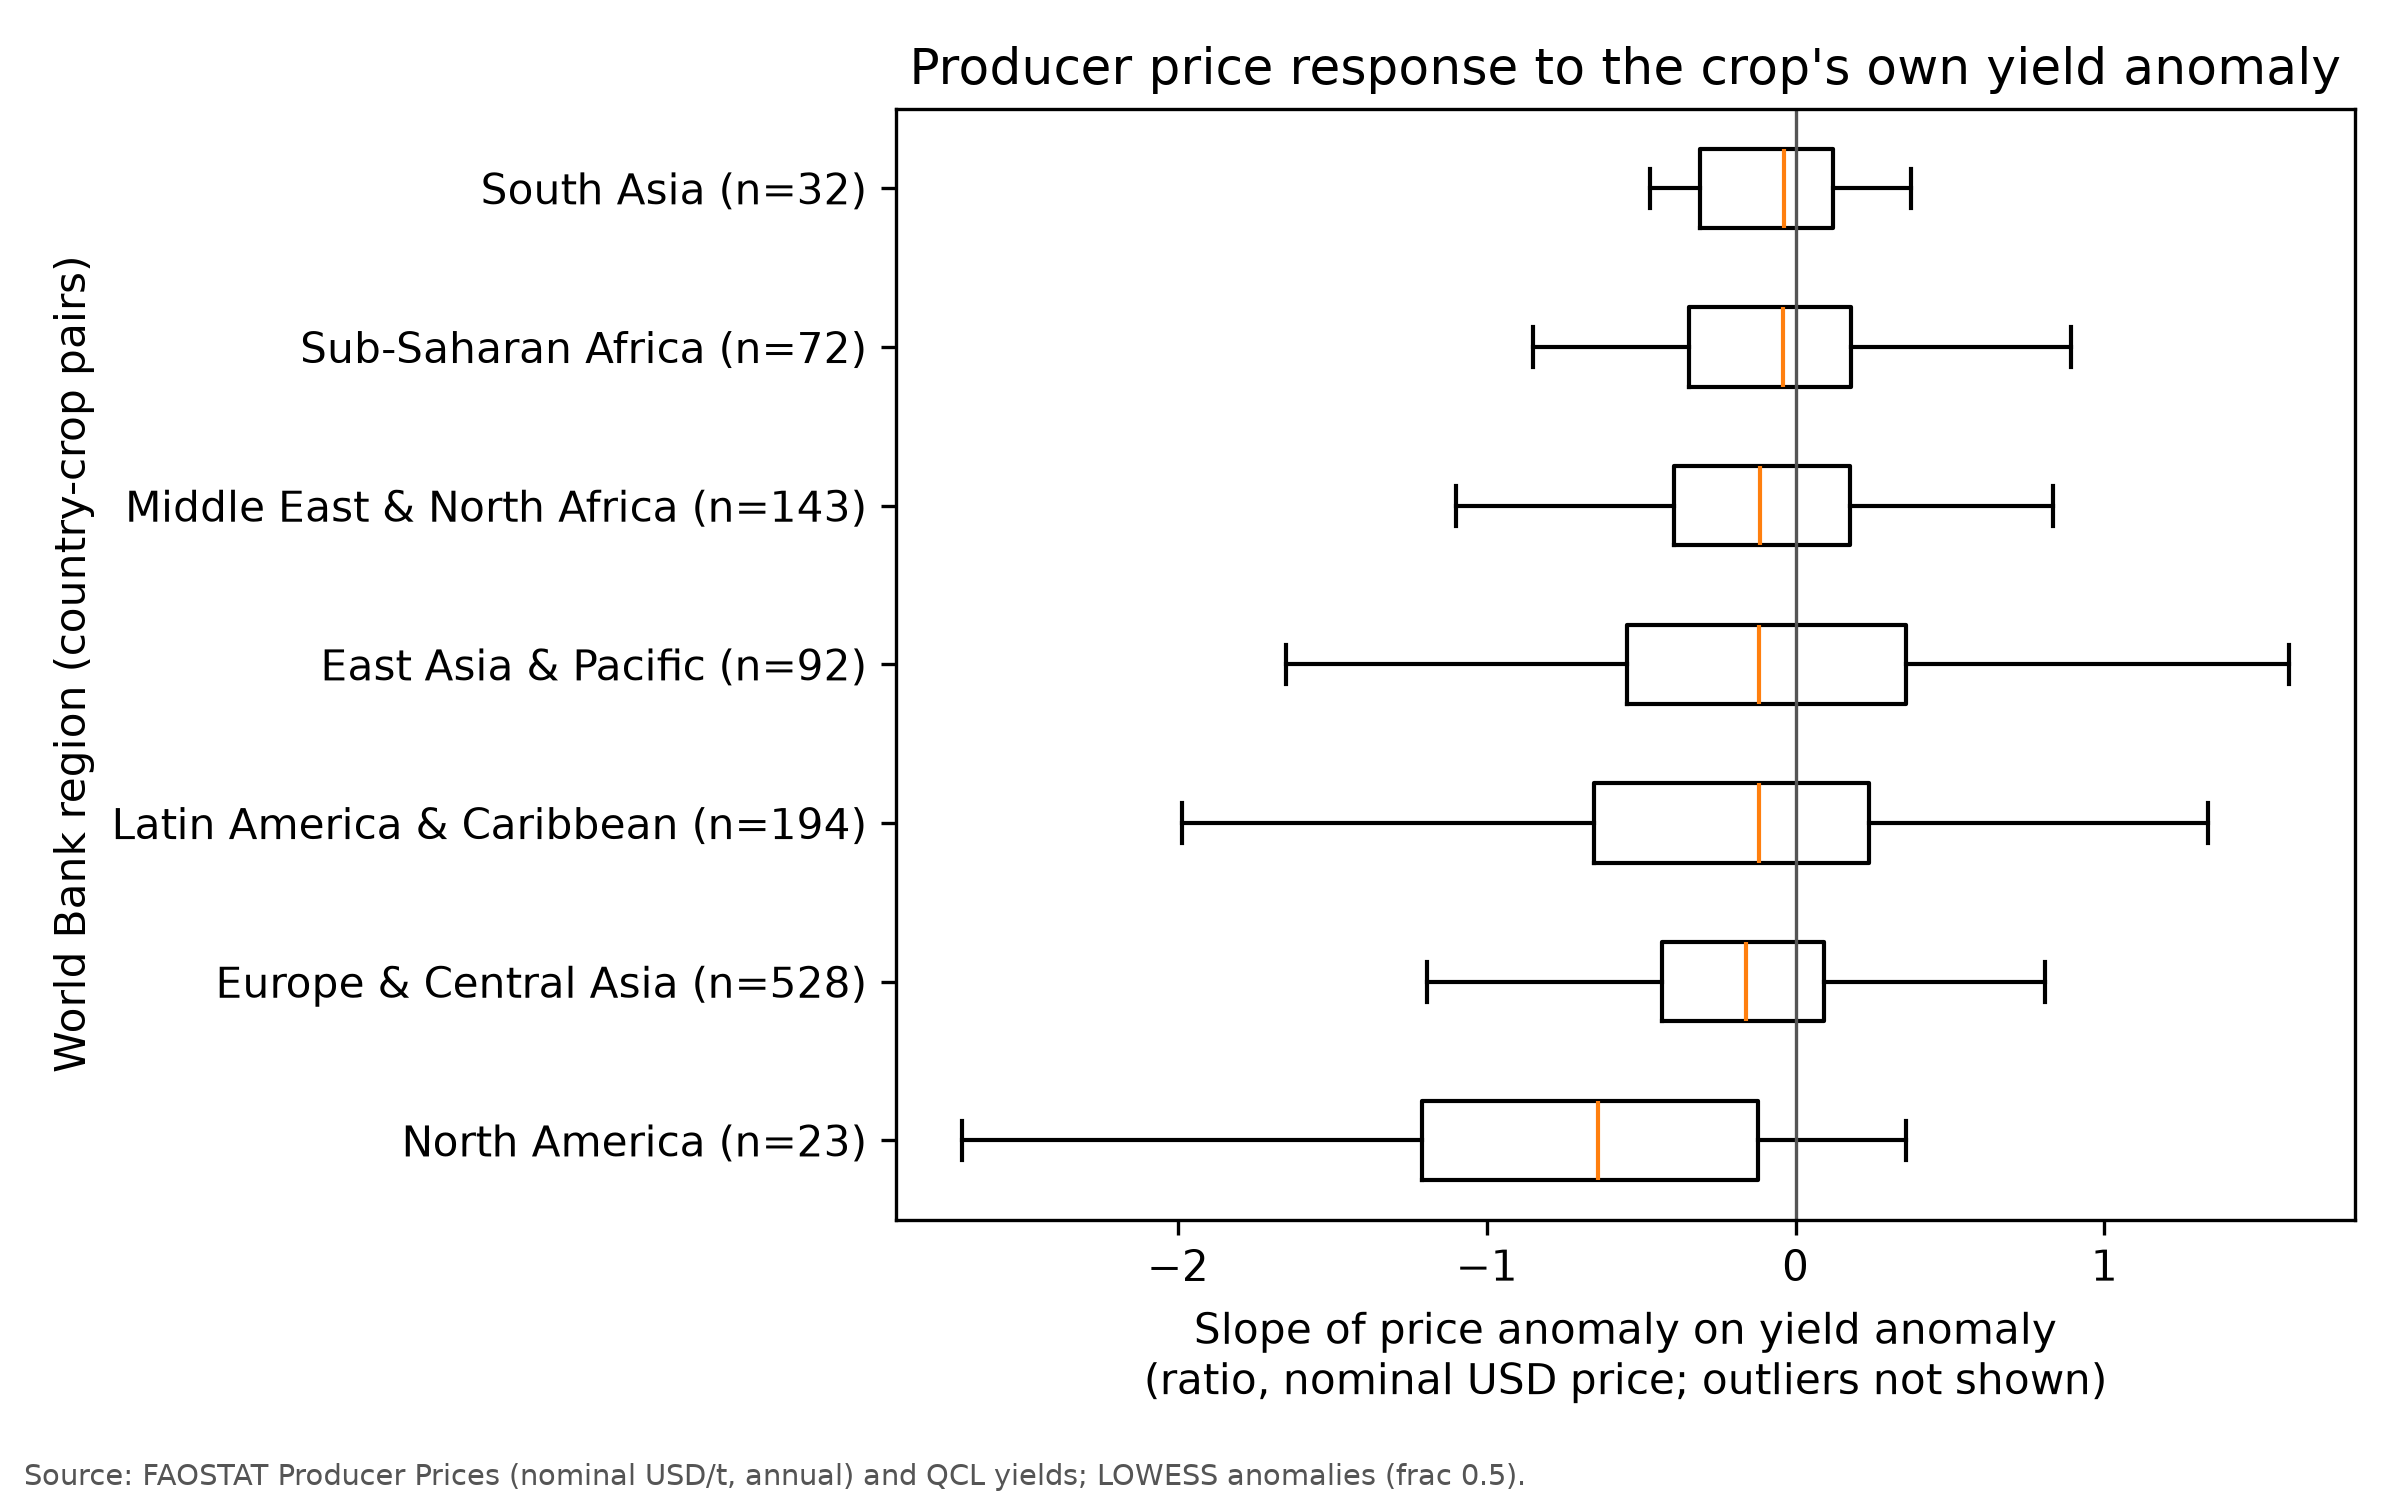 Producer price response to the crop's own yield anomaly
World Bank region (country-crop pairs)
South Asia (n=32)
Sub-Saharan Africa (n=72)
Middle East & North Africa (n=143)
East Asia & Pacific (n=92)
Latin America & Caribbean (n=194)
Europe & Central Asia (n=528)
North America (n=23)
−2 −1 0 1
Slope of price anomaly on yield anomaly
(ratio, nominal USD price; outliers not shown)
Source: FAOSTAT Producer Prices (nominal USD/t, annual) and QCL yields; LOWESS anomalies (frac 0.5).